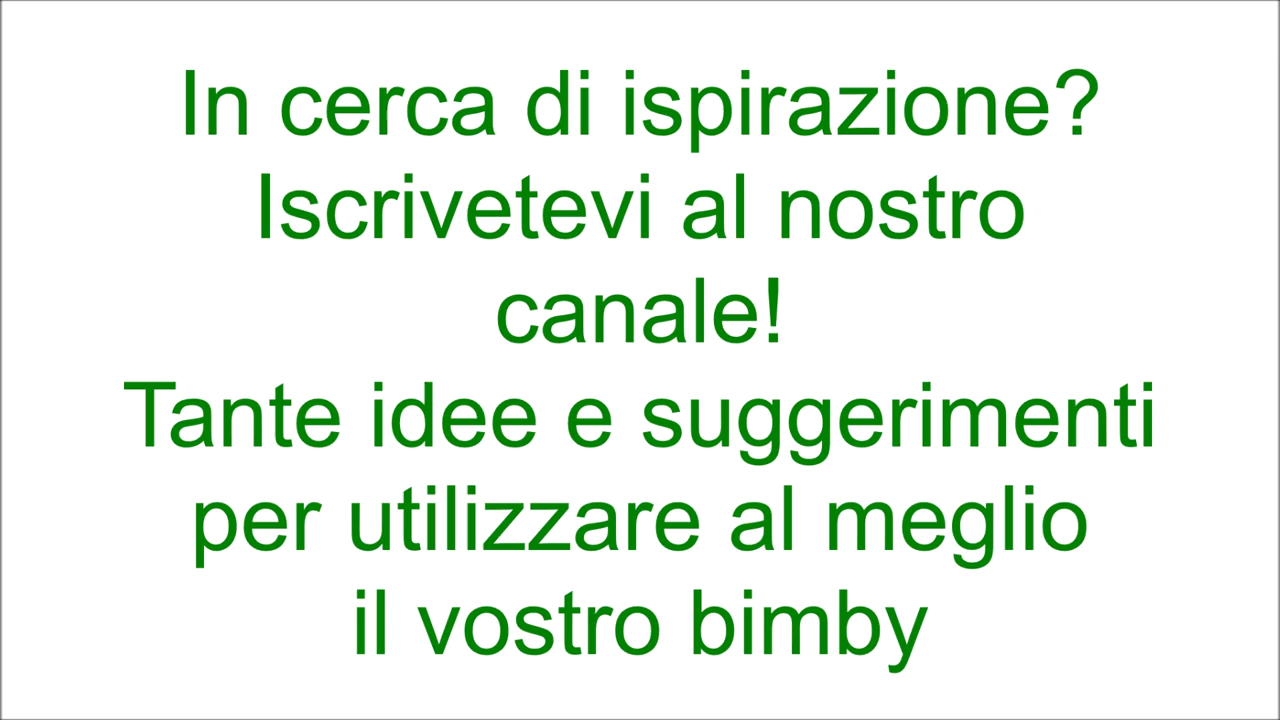 In cerca di ispirazione?
Iscrivetevi al nostro
canale!
Tante idee e suggerimenti
per utilizzare al meglio
il vostro bimby